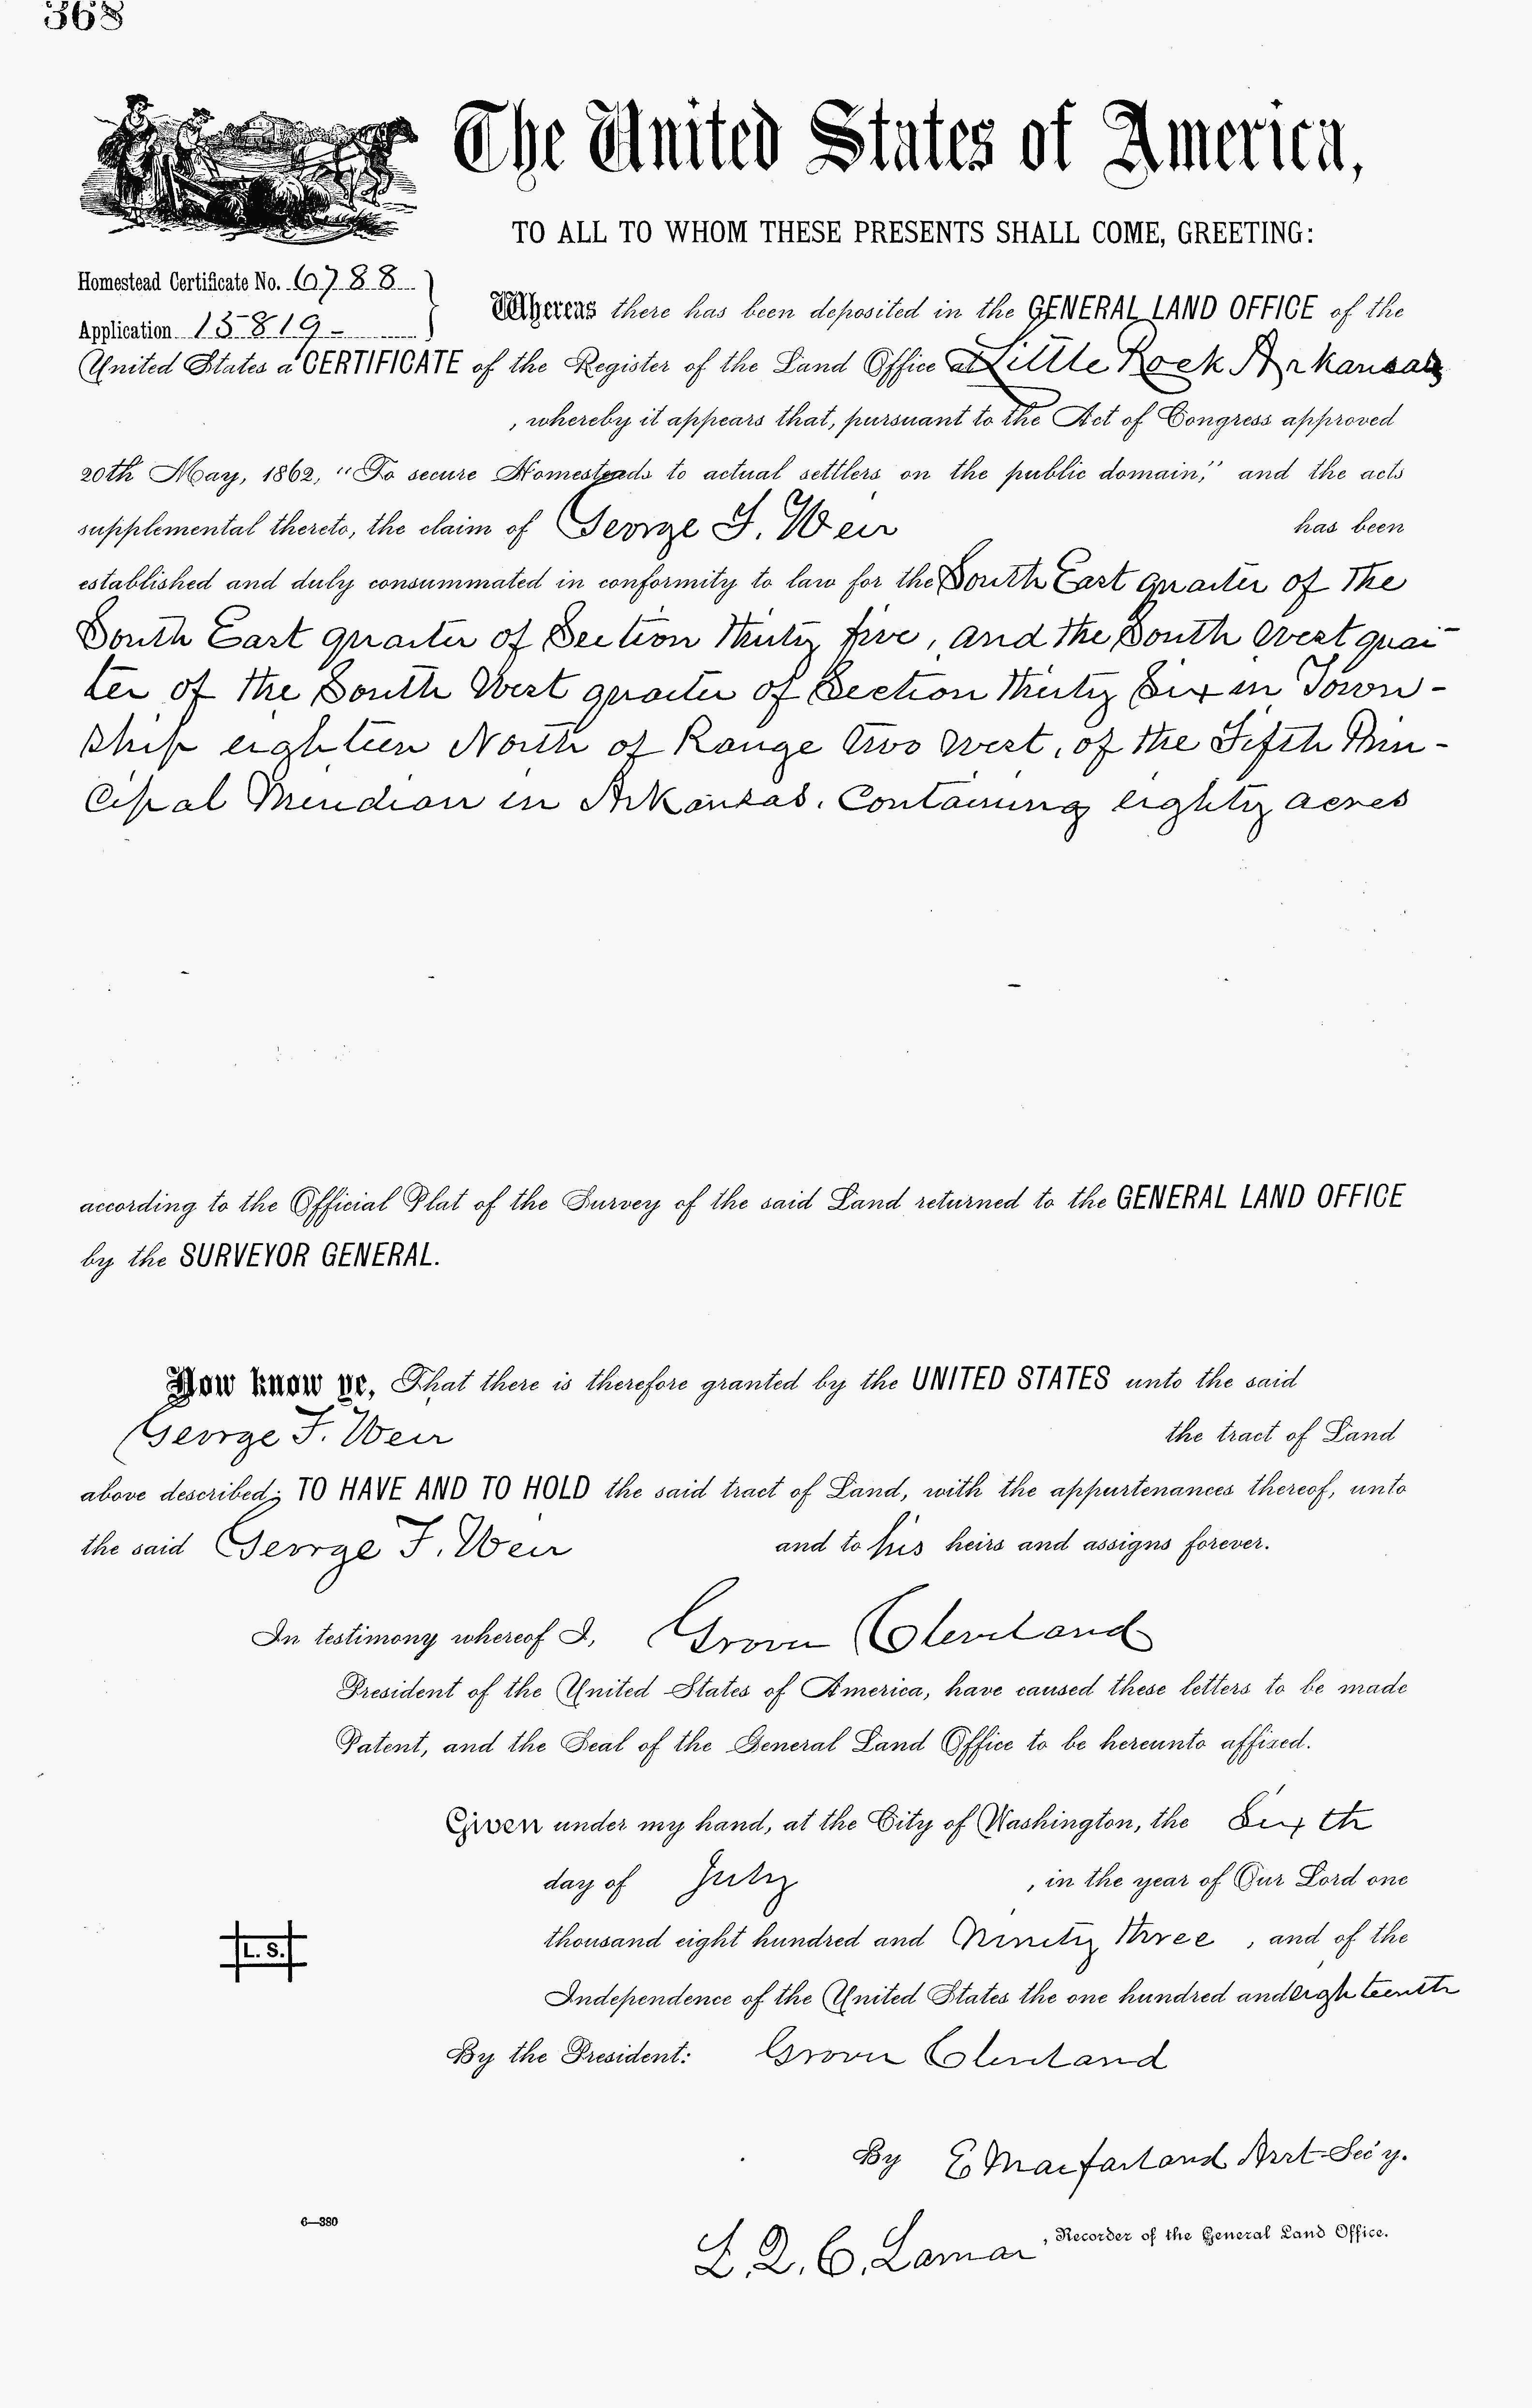 368
The United States of America,
TO ALL TO WHOM THESE PRESENTS SHALL COME, GREETING:
Homestead Certificate No. 6788
Application 15819-
Whereas there has been deposited in the GENERAL LAND OFFICE of the
United States a CERTIFICATE of the Register of the Land Office at Little Rock Arkansas
, whereby it appears that, pursuant to the Act of Congress approved
20th May, 1862, "To secure Homesteads to actual settlers on the public domain," and the acts
supplemental thereto, the claim of George F. Weir has been
established and duly consummated in conformity to law for the South East quarter of the
South East quarter of Section thirty five, and the South West quar
ter of the South West quarter of Section thirty Six in Town-
ship eighteen North of Range two West, of the Fifth Prin-
cipal Meridian in Arkansas. Containing eighty acres
according to the Official Plat of the Survey of the said Land returned to the GENERAL LAND OFFICE
by the SURVEYOR GENERAL.
Now know ye, That there is therefore granted by the UNITED STATES unto the said
George F. Weir the tract of Land
above described; TO HAVE AND TO HOLD the said tract of Land, with the appurtenances thereof, unto
the said George F. Weir and to his heirs and assigns forever.
In testimony whereof I, Grover Cleveland
President of the United States of America, have caused these letters to be made
Patent, and the Seal of the General Land Office to be hereunto affixed.
Given under my hand, at the City of Washington, the Sixth
day of July, in the year of Our Lord one
thousand eight hundred and Ninety three, and of the
Independence of the United States the one hundred and eighteenth
L. S.
By the President: Grover Cleveland
By E Macfarland Asst Sec'y.
6—380
L. Q. C. Lamar, Recorder of the General Land Office.